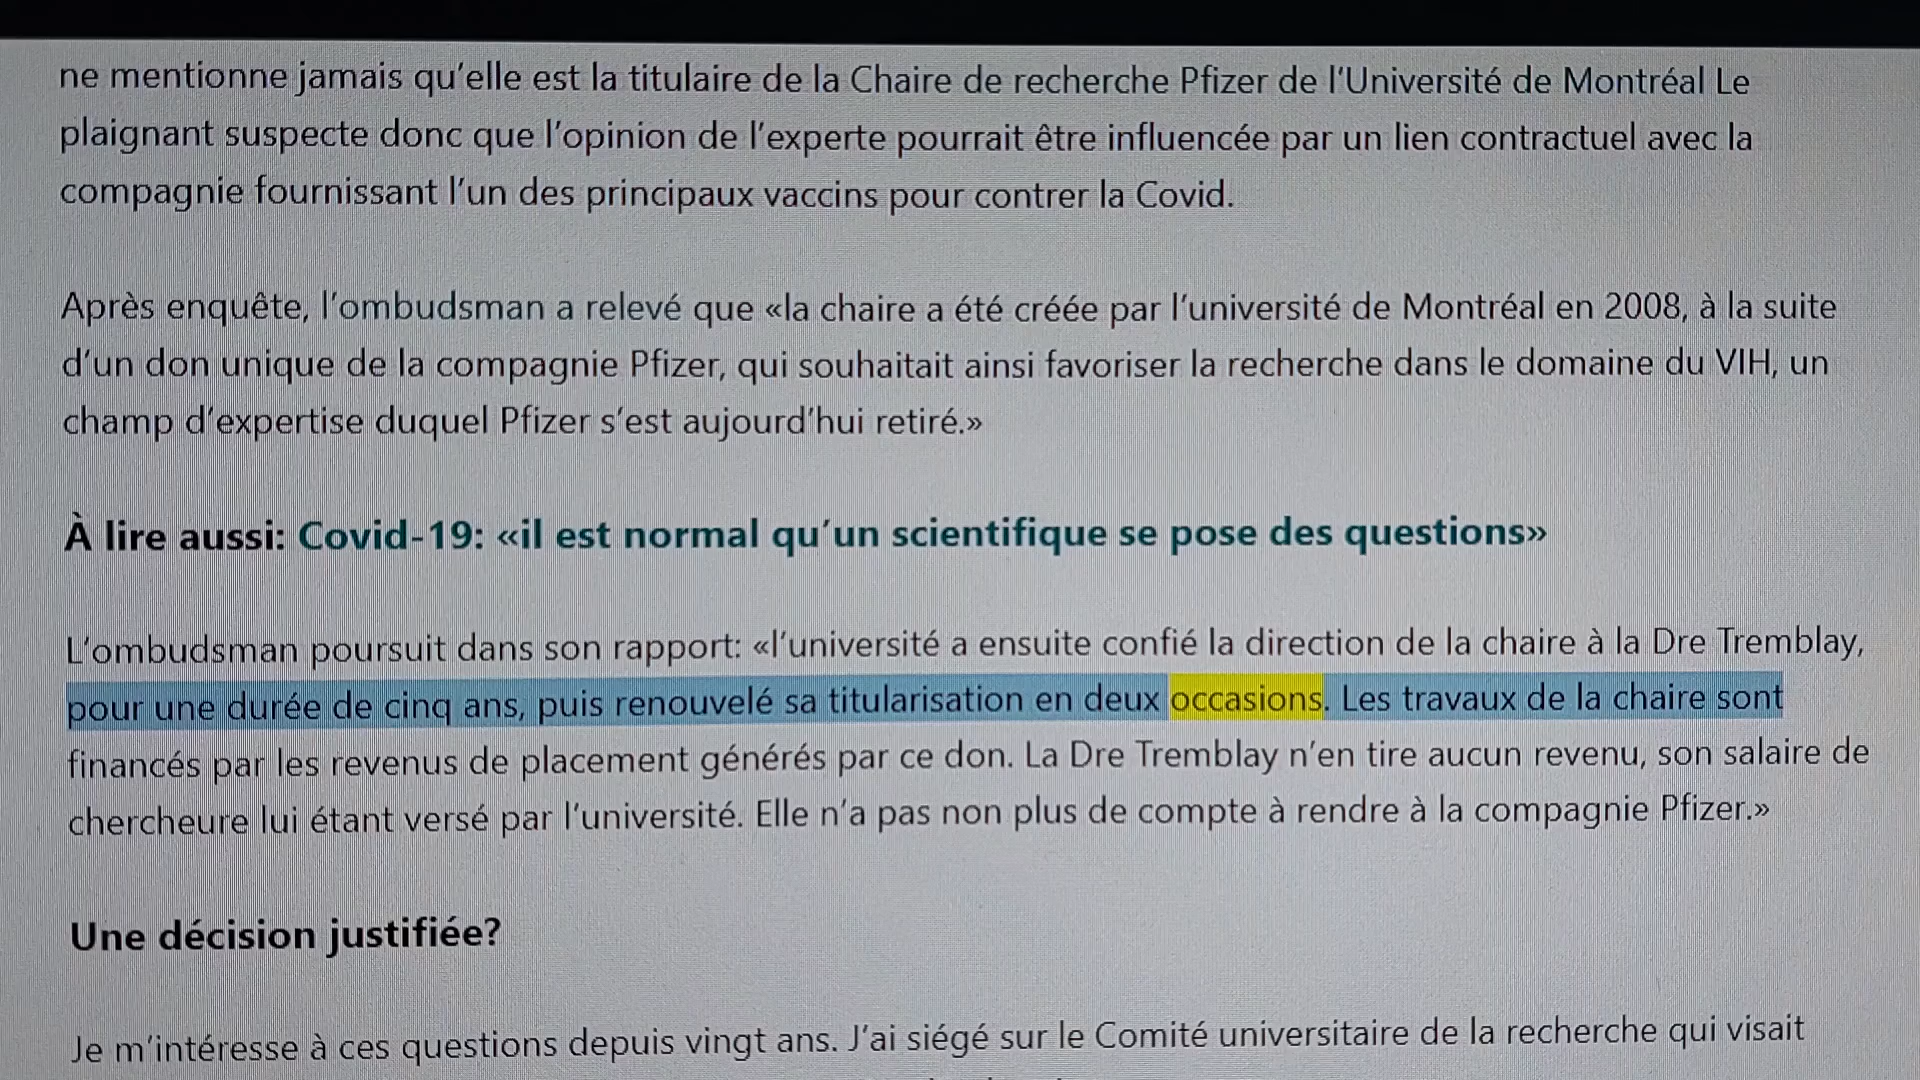 ne mentionne jamais qu'elle est la titulaire de la Chaire de recherche Pfizer de l'Université de Montréal Le
plaignant suspecte donc que l'opinion de l'experte pourrait être influencée par un lien contractuel avec la
compagnie fournissant l'un des principaux vaccins pour contrer la Covid.
Après enquête, l'ombudsman a relevé que «la chaire a été créée par l'université de Montréal en 2008, à la suite
d'un don unique de la compagnie Pfizer, qui souhaitait ainsi favoriser la recherche dans le domaine du VIH, un
champ d'expertise duquel Pfizer s'est aujourd'hui retiré.»
À lire aussi: Covid-19: «il est normal qu'un scientifique se pose des questions»
L'ombudsman poursuit dans son rapport: «l'université a ensuite confié la direction de la chaire à la Dre Tremblay,
pour une durée de cinq ans, puis renouvelé sa titularisation en deux occasions. Les travaux de la chaire sont
financés par les revenus de placement générés par ce don. La Dre Tremblay n'en tire aucun revenu, son salaire de
chercheure lui étant versé par l'université. Elle n'a pas non plus de compte à rendre à la compagnie Pfizer.»
Une décision justifiée?
Je m'intéresse à ces questions depuis vingt ans. J'ai siégé sur le Comité universitaire de la recherche qui visait